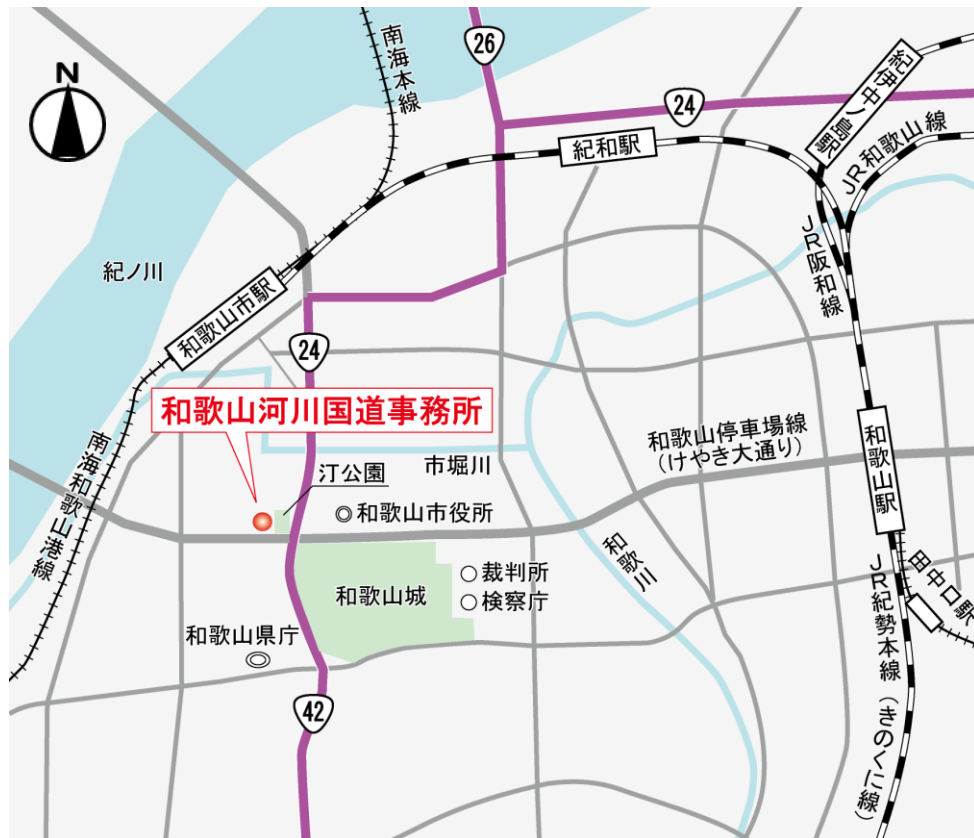 N
南海本線
26
24
紀和駅
紀伊中ノ島駅
JR和歌山線
紀ノ川
和歌山市駅
JR阪和線
24
和歌山河川国道事務所
和歌山停車場線
(けやき大通り)
市堀川
汀公園
和歌山市役所
和歌山駅
南海和歌山港線
和歌川
裁判所
検察庁
和歌山城
田中口駅
和歌山県庁
JR紀勢本線(きのくに線)
42